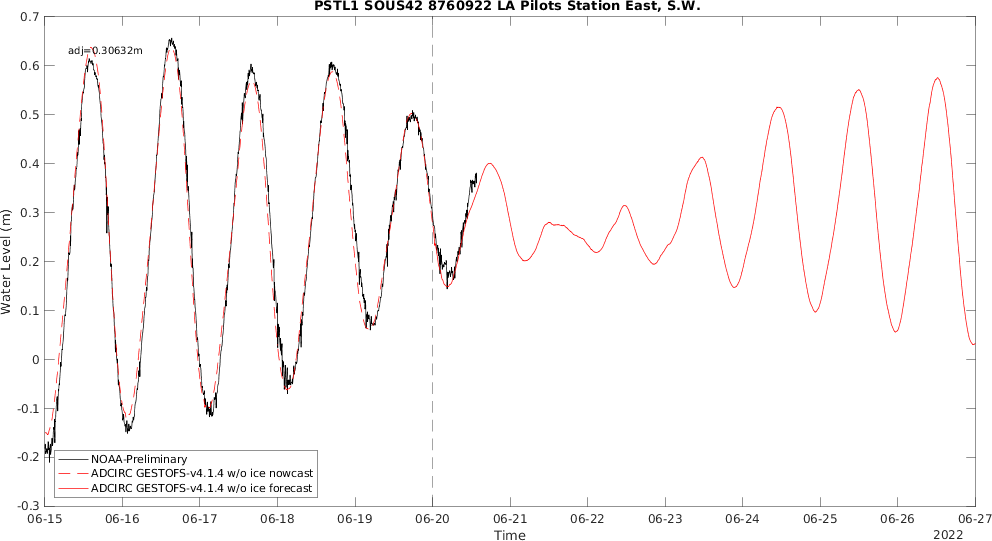 PSTL1 SOUS42 8760922 LA Pilots Station East, S.W.
adj=0.30632m
0.7
0.6
0.5
0.4
0.3
0.2
0.1
0
-0.1
-0.2
-0.3
Water Level (m)
NOAA-Preliminary
ADCIRC GESTOFS-v4.1.4 w/o ice nowcast
ADCIRC GESTOFS-v4.1.4 w/o ice forecast
06-15 06-16 06-17 06-18 06-19 06-20 06-21 06-22 06-23 06-24 06-25 06-26 06-27
Time
2022